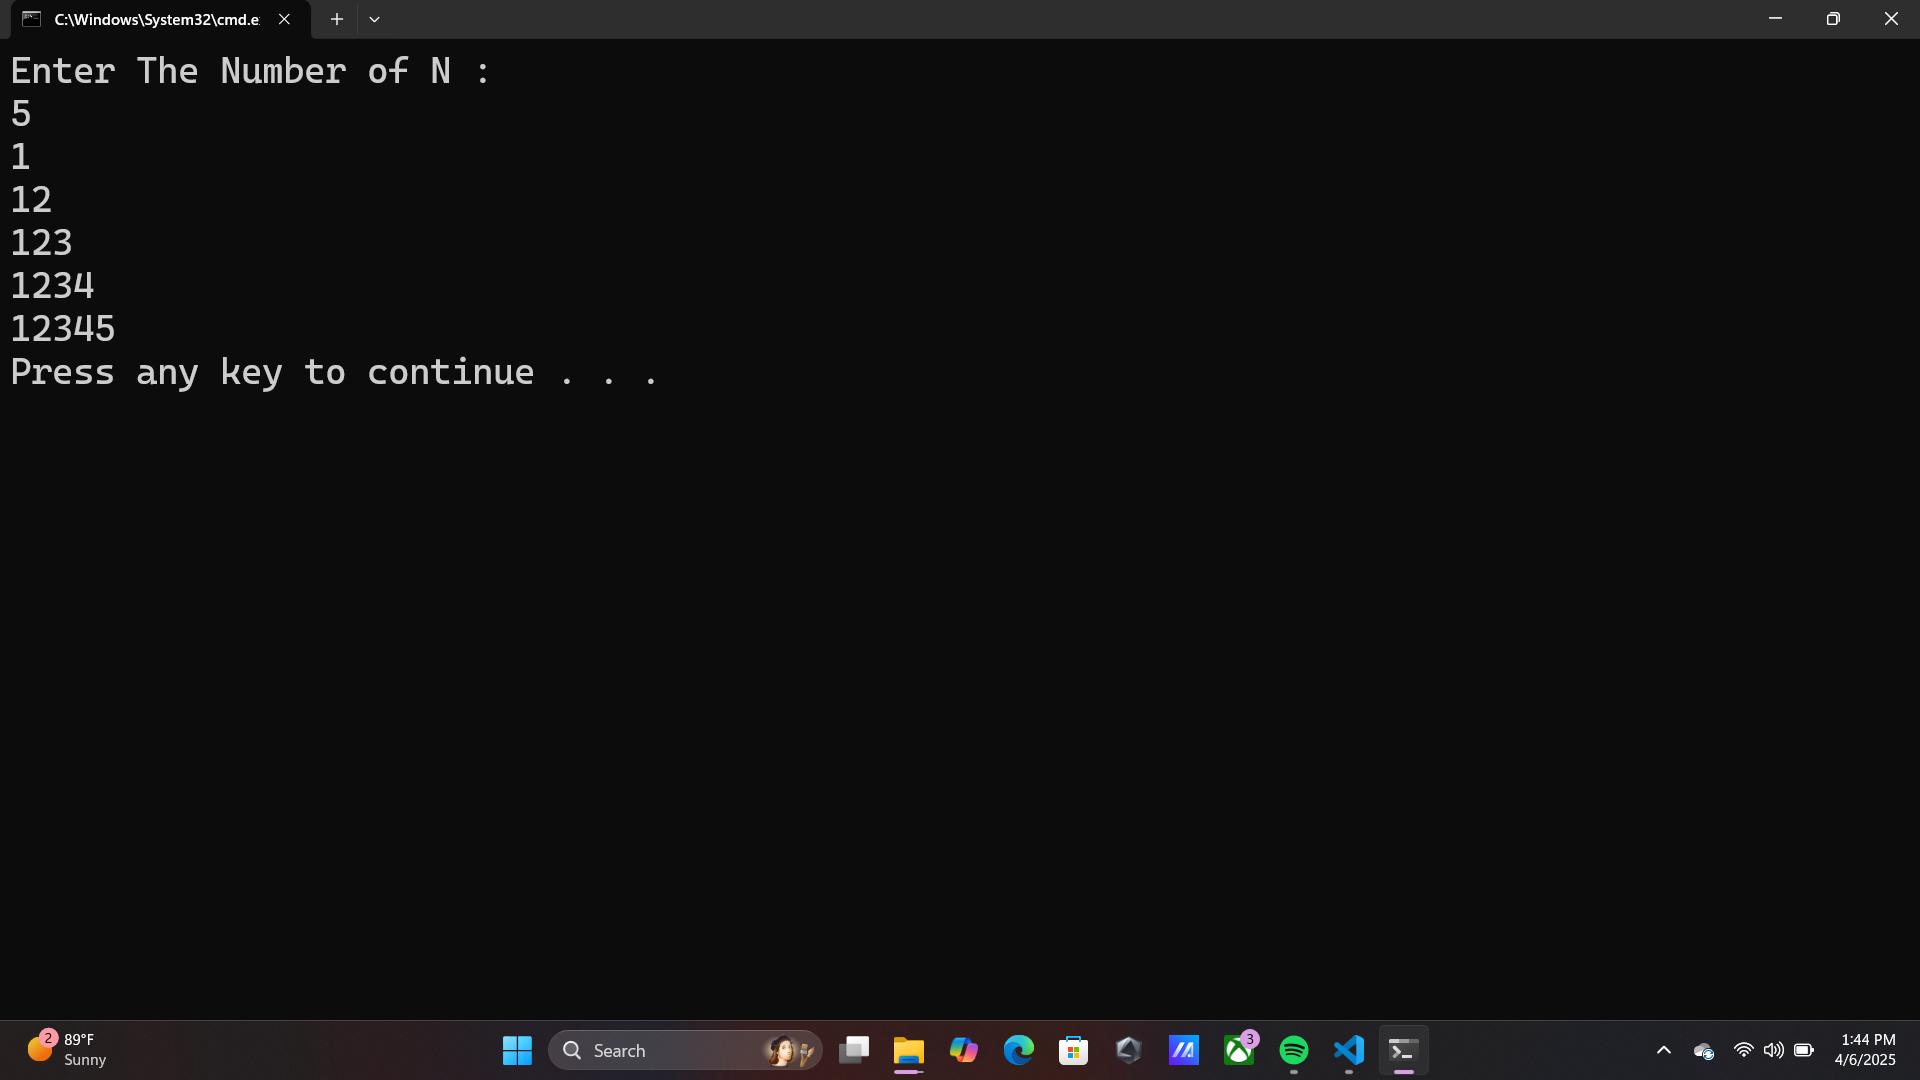 C:\Windows\System32\cmd.e
Enter The Number of N :
5
1
12
123
1234
12345
Press any key to continue . . .
2
89°F
Sunny
Search
3
1:44 PM
4/6/2025